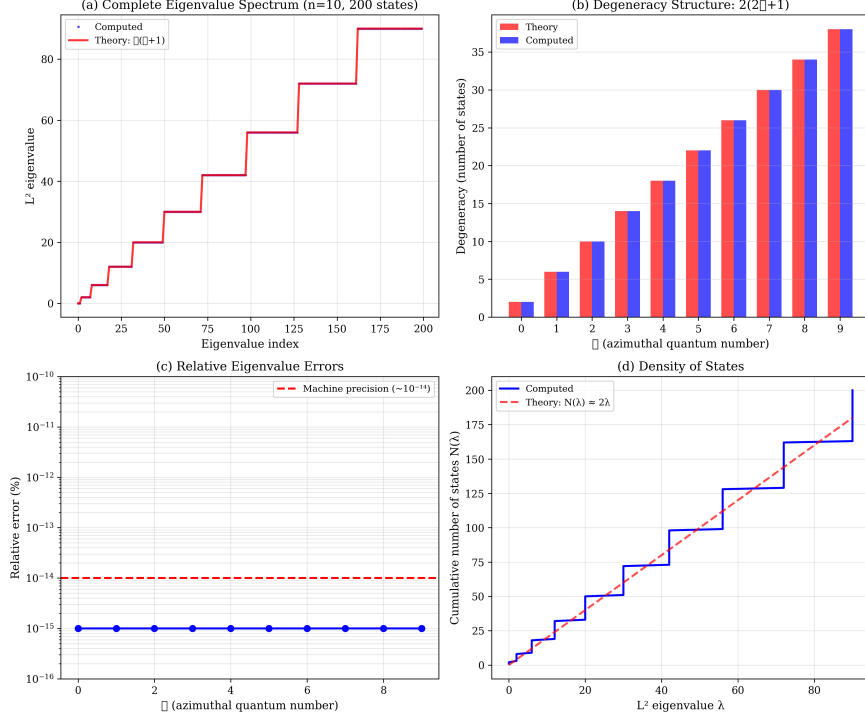 (a) Complete Eigenvalue Spectrum (n=10, 200 states)
Computed
Theory: ▯(▯+1)
L² eigenvalue
80
60
40
20
0
0 25 50 75 100 125 150 175 200
Eigenvalue index
(b) Degeneracy Structure: 2(2▯+1)
Theory
Computed
Degeneracy (number of states)
35
30
25
20
15
10
5
0
0 1 2 3 4 5 6 7 8 9
▯ (azimuthal quantum number)
(c) Relative Eigenvalue Errors
Machine precision (~10⁻¹⁴)
Relative error (%)
10⁻¹⁰
10⁻¹¹
10⁻¹²
10⁻¹³
10⁻¹⁴
10⁻¹⁵
10⁻¹⁶
0 2 4 6 8
▯ (azimuthal quantum number)
(d) Density of States
Computed
Theory: N(λ) ≈ 2λ
Cumulative number of states N(λ)
200
175
150
125
100
75
50
25
0
0 20 40 60 80
L² eigenvalue λ